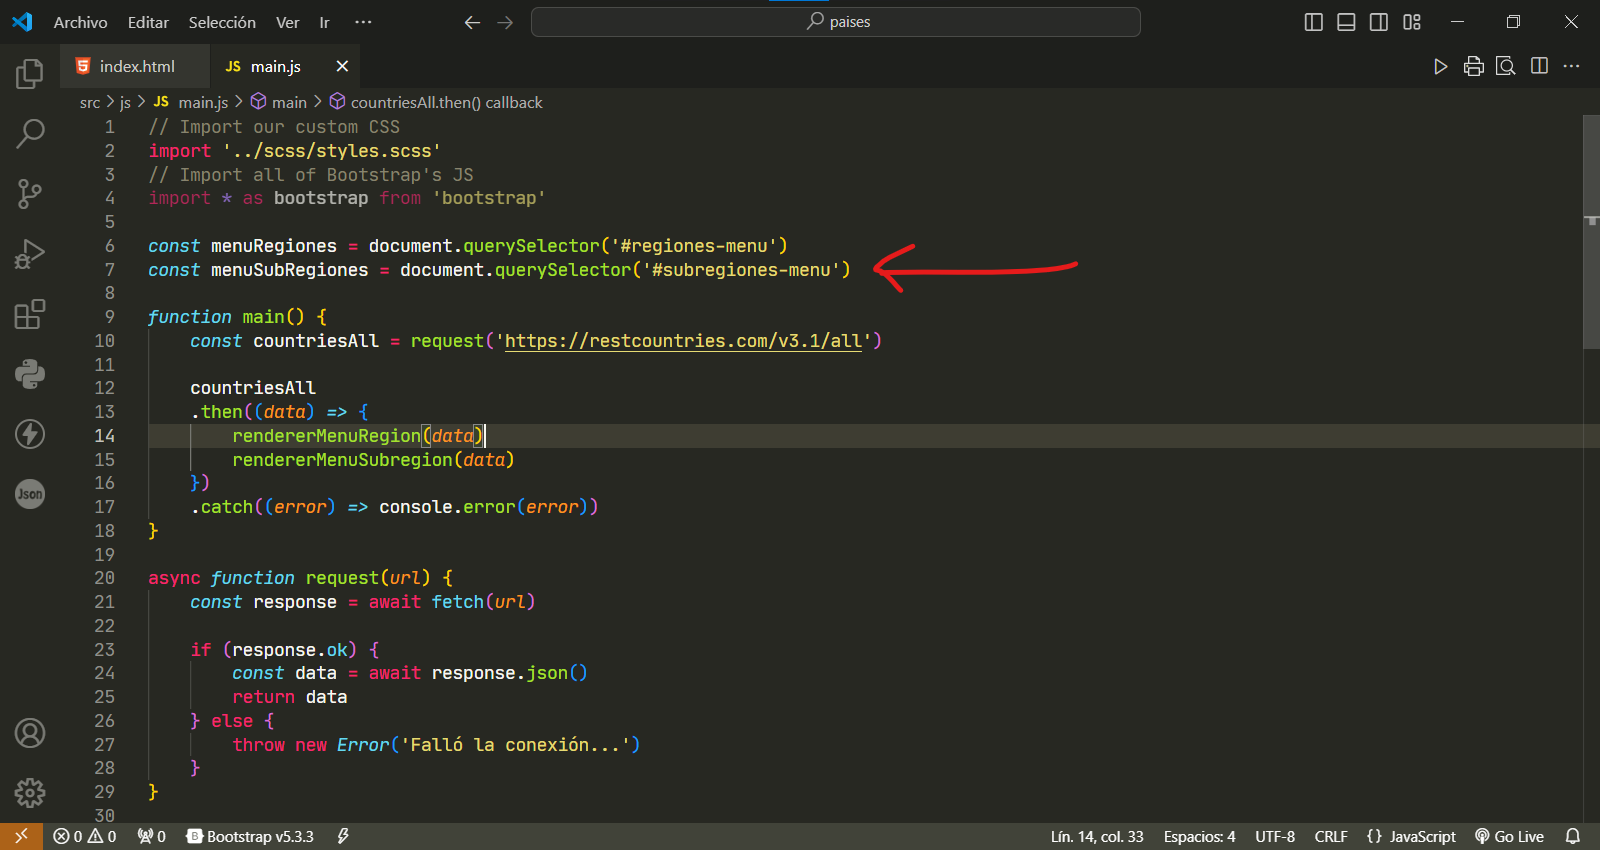 Archivo Editar Selección Ver Ir ··· paises
index.html JS main.js
src > js > JS main.js > main > countriesAll.then() callback
1 // Import our custom CSS
2 import '../scss/styles.scss'
3 // Import all of Bootstrap's JS
4 import * as bootstrap from 'bootstrap'
5
6 const menuRegiones = document.querySelector('#regiones-menu')
7 const menuSubRegiones = document.querySelector('#subregiones-menu')
8
9 function main() {
10 const countriesAll = request('https://restcountries.com/v3.1/all')
11
12 countriesAll
13 .then((data) => {
14 rendererMenuRegion(data)
15 rendererMenuSubregion(data)
16 })
17 .catch((error) => console.error(error))
18 }
19
20 async function request(url) {
21 const response = await fetch(url)
22
23 if (response.ok) {
24 const data = await response.json()
25 return data
26 } else {
27 throw new Error('Falló la conexión...')
28 }
29 }
30
Json
0 0 0 B Bootstrap v5.3.3 Lín. 14, col. 33 Espacios: 4 UTF-8 CRLF {} JavaScript Go Live